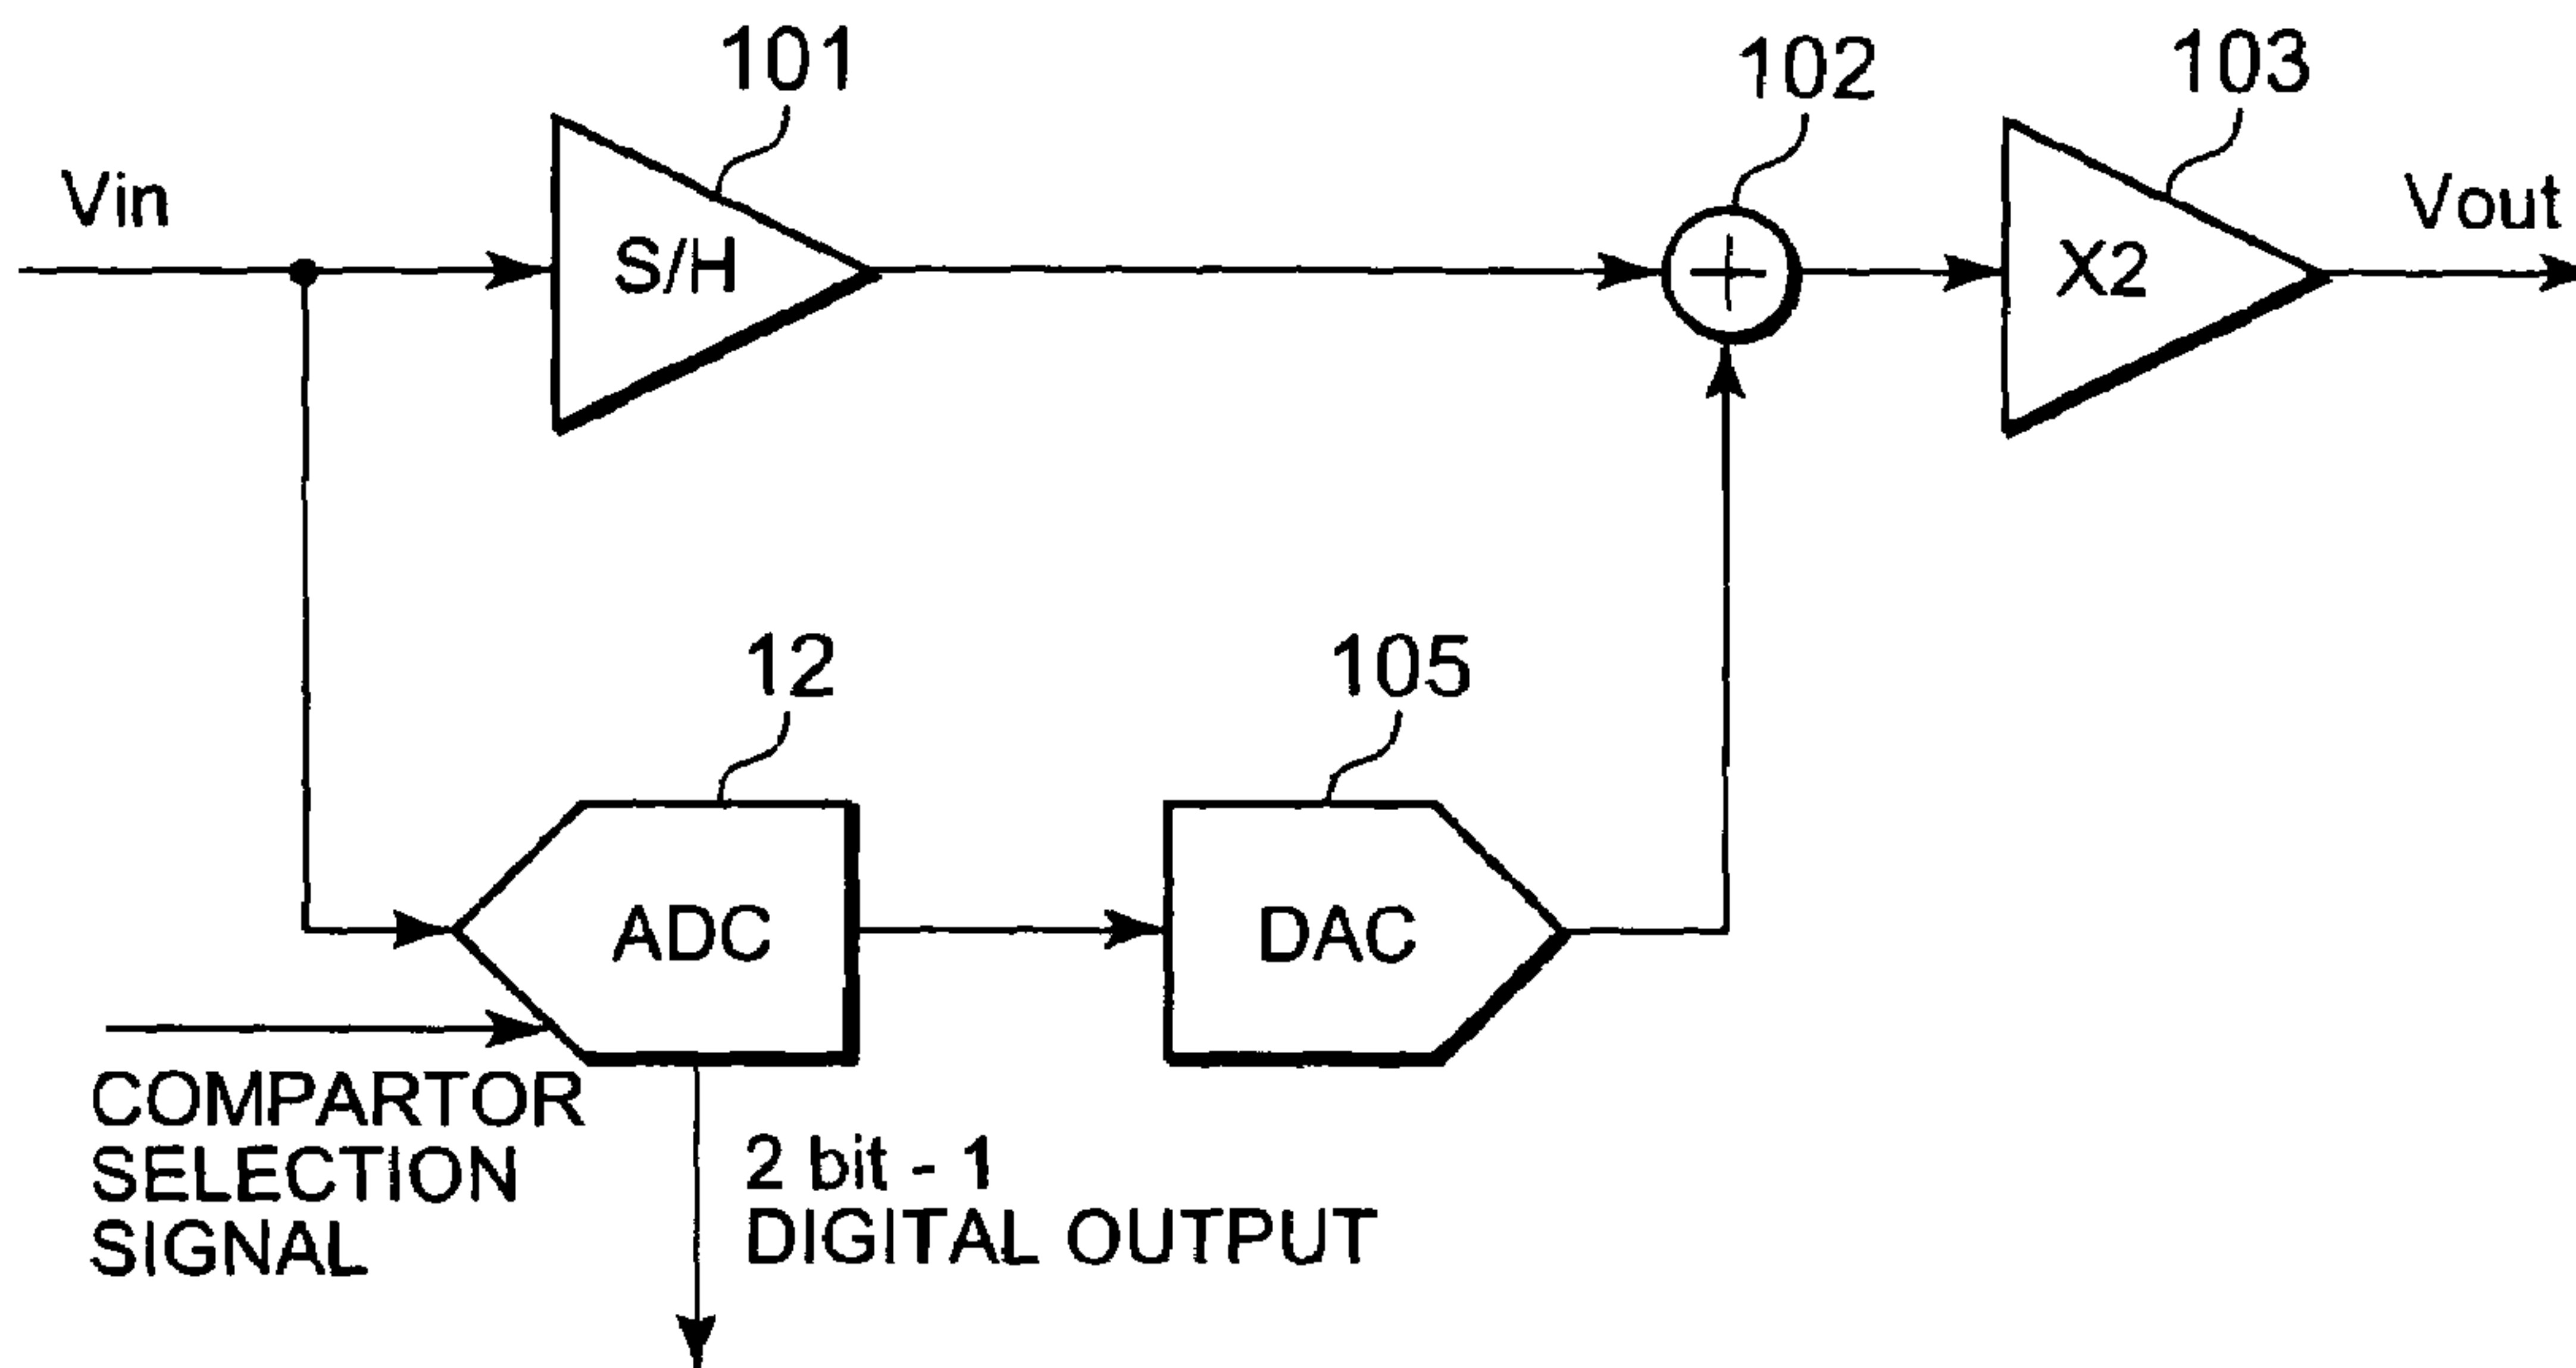 101
102
103
Vin
S/H
X2
Vout
12
105
ADC
DAC
COMPARTOR
SELECTION
SIGNAL
2 bit - 1
DIGITAL OUTPUT